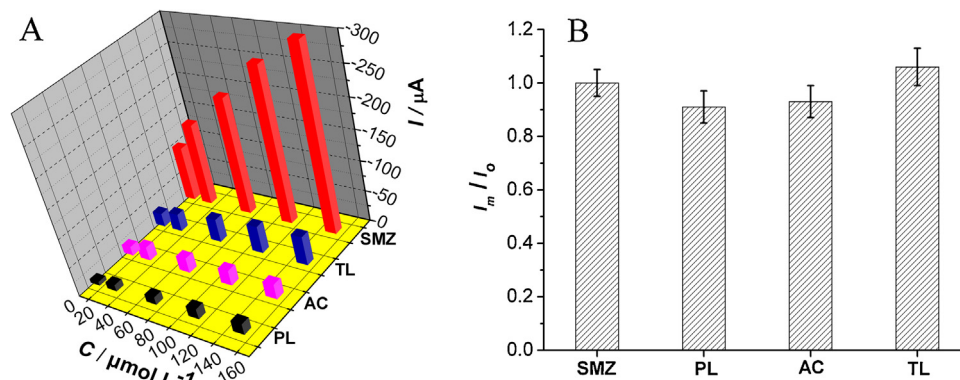 A
-300
-250
-200
-150
-100
-50
0
I / μA
SMZ
TL
AC
PL
0
20
40
60
80
100
120
140
160
C / μmol
B
1.2
1.0
0.8
0.6
0.4
0.2
0.0
Im / Io
SMZ PL AC TL